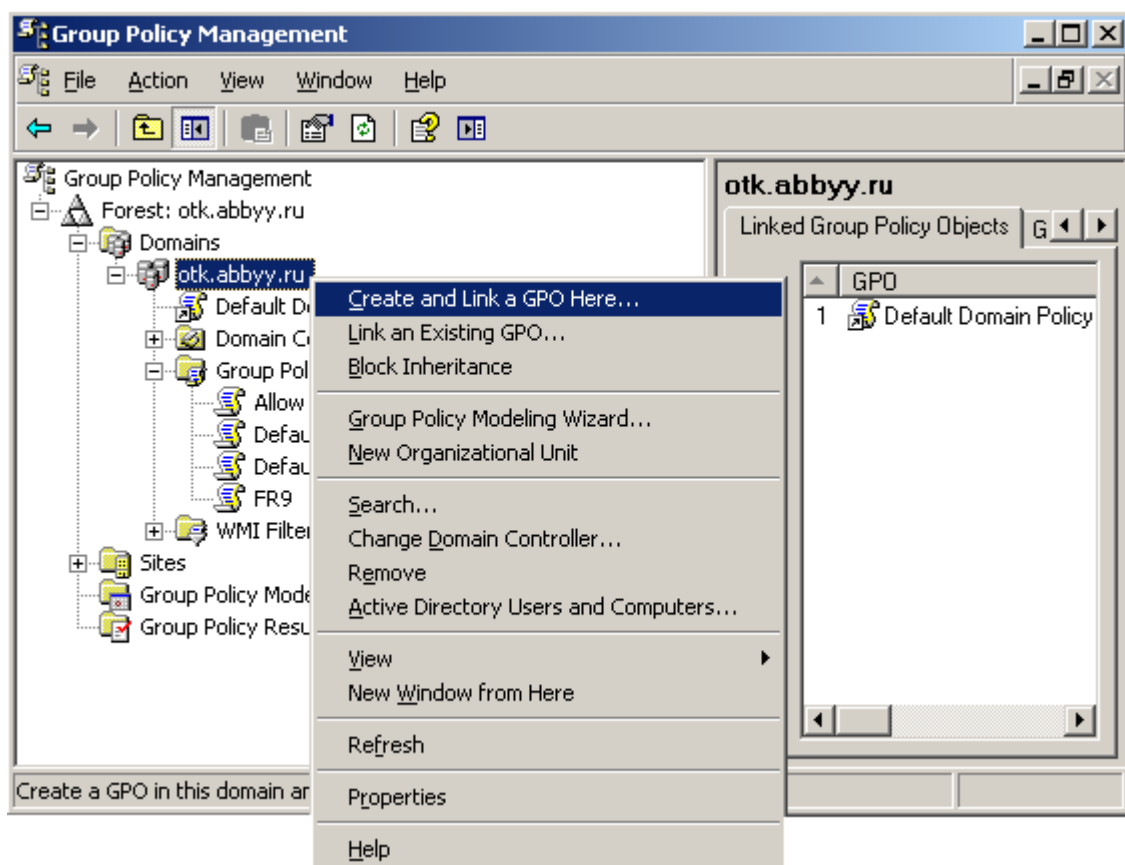 Group Policy Management
File Action View Window Help
Group Policy Management
Forest: otk.abbyy.ru
Domains
otk.abbyy.ru
Default D
Domain C
Group Pol
Allow
Defau
Defau
FR9
WMI Filter
Sites
Group Policy Mode
Group Policy Resu
Create and Link a GPO Here...
Link an Existing GPO...
Block Inheritance
Group Policy Modeling Wizard...
New Organizational Unit
Search...
Change Domain Controller...
Remove
Active Directory Users and Computers...
View
New Window from Here
Refresh
Properties
Help
otk.abbyy.ru
Linked Group Policy Objects G
GPO
1 Default Domain Policy
Create a GPO in this domain ar